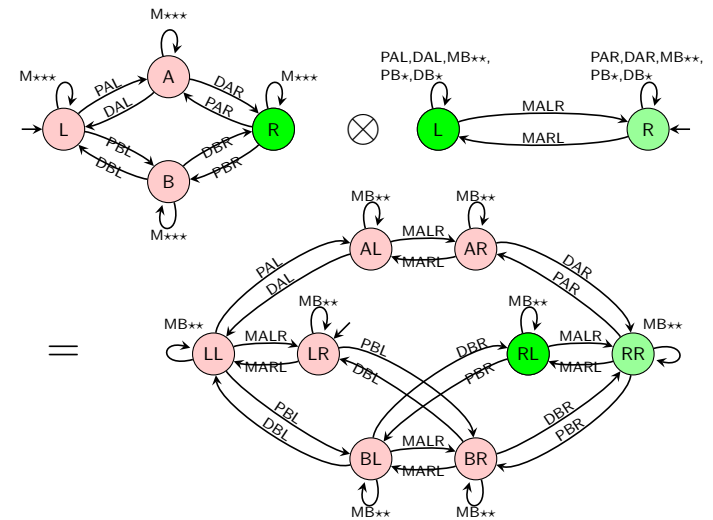 M⋆⋆⋆
PAL,DAL,MB⋆⋆,
PB⋆,DB⋆
PAR,DAR,MB⋆⋆,
PB⋆,DB⋆
M⋆⋆⋆
PAL
A
DAR
M⋆⋆⋆
DAL
PAR
MALR
L
R
⊗
L
R
PBL
DBR
MARL
DBL
PBR
B
M⋆⋆⋆
MB⋆⋆
MB⋆⋆
MALR
AL
AR
PAL
MARL
DAR
DAL
PAR
MB⋆⋆
MB⋆⋆
MB⋆⋆
MALR
PBL
DBR
MALR
MB⋆⋆
=
LL
LR
RL
RR
MARL
DBL
PBR
MARL
PBL
DBR
DBL
MALR
PBR
BL
BR
MARL
MB⋆⋆
MB⋆⋆